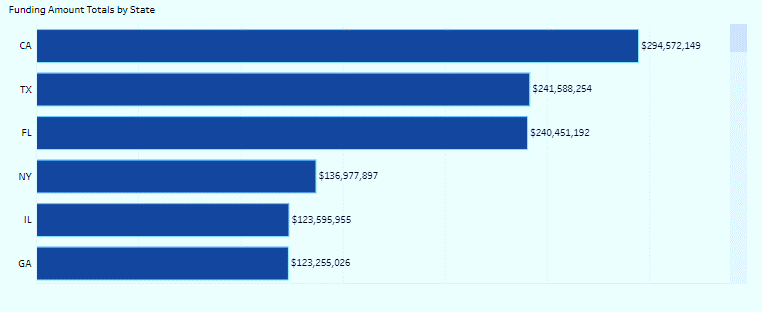 Funding Amount Totals by State
CA $294,572,149
TX $241,588,254
FL $240,451,192
NY $136,977,897
IL $123,595,955
GA $123,255,026